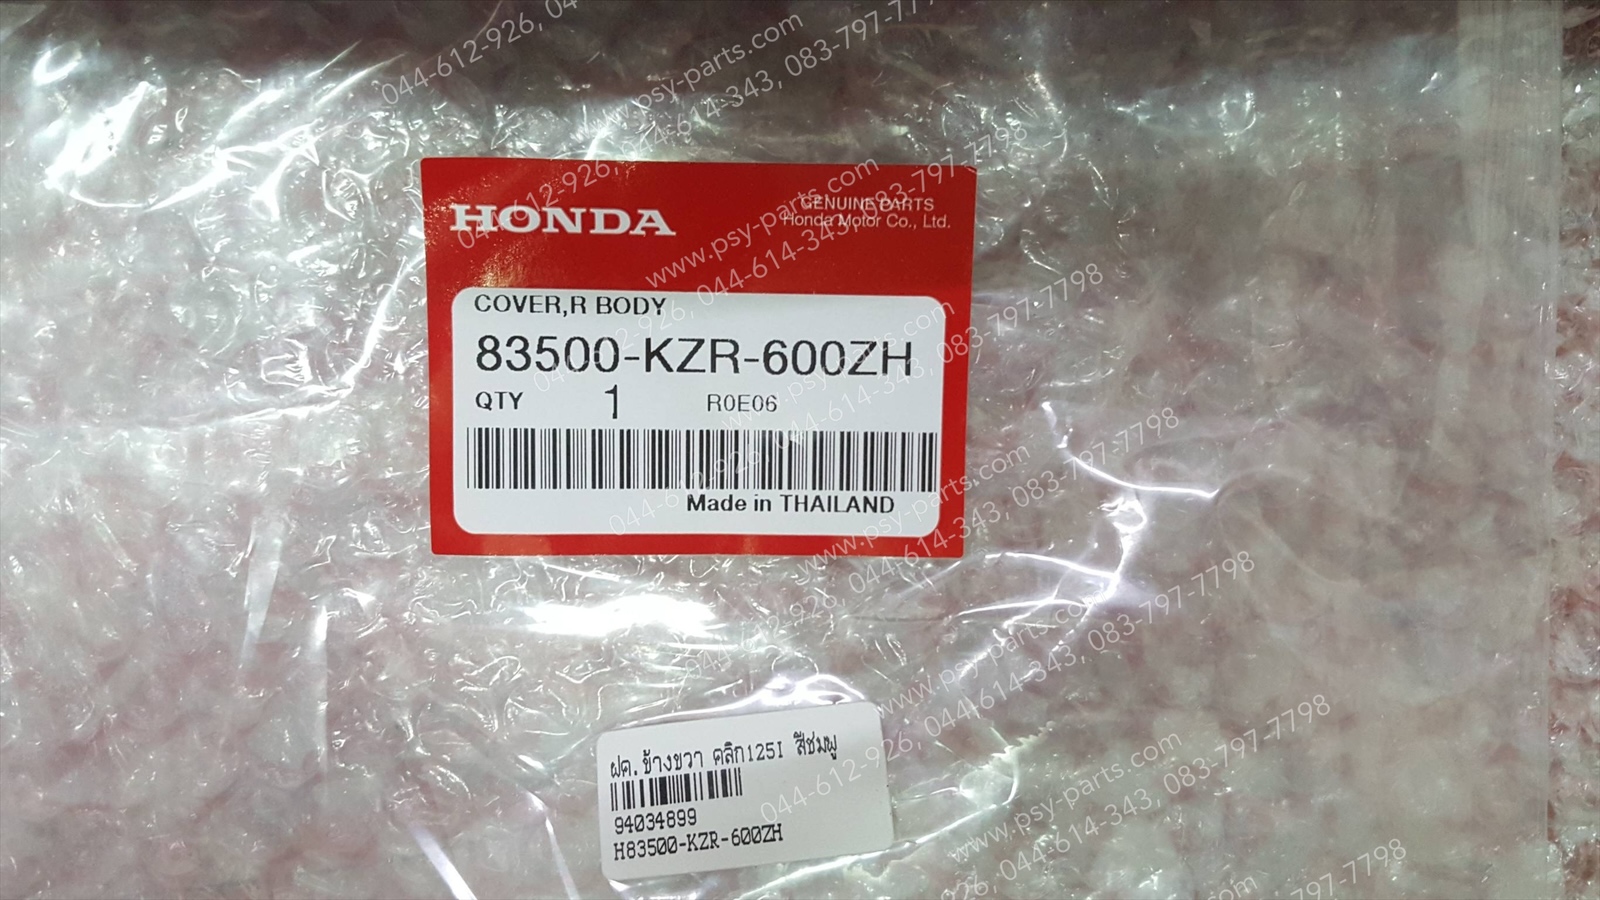 HONDA
GENUINE PARTS
Honda Motor Co., Ltd.
COVER,R BODY
83500-KZR-600ZH
QTY 1 R0E06
Made in THAILAND
ฝค.ข้างขวา คลิก125I สีชมพู
94034899
H83500-KZR-600ZH
044-612-926,
www.psy-parts.com
044-614-343, 083-797-7798